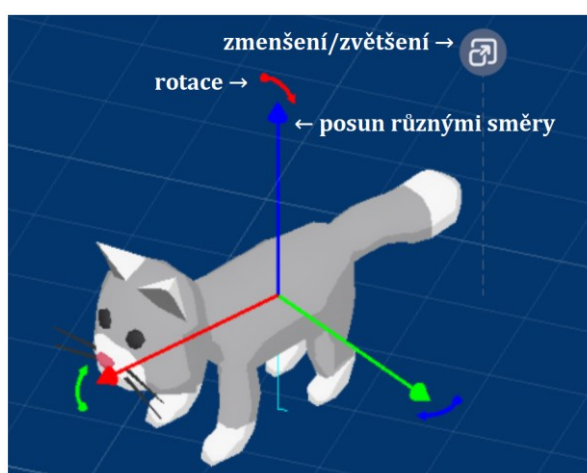 zmenšení/zvětšení →
rotace →
← posun různými směry